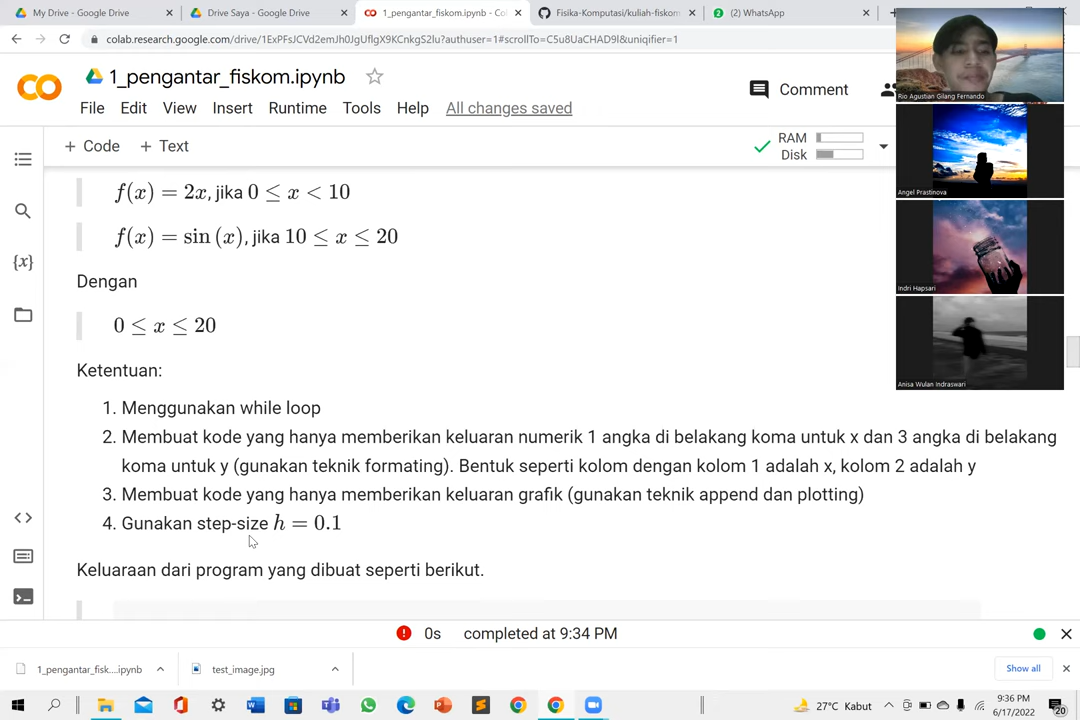 My Drive - Google Drive
Drive Saya - Google Drive
1_pengantar_fiskom.ipynb - C
Fisika-Komputasi/kuliah-fiskom
(2) WhatsApp
colab.research.google.com/drive/1ExPFsJCVd2emJh0JgUflgX9KCnkgS2lu?authuser=1#scrollTo=C5u8UaCHAD9I&uniqifier=1
1_pengantar_fiskom.ipynb
File Edit View Insert Runtime Tools Help All changes saved
Comment
+ Code + Text
RAM
Disk
f(x) = 2x, jika 0 ≤ x < 10
f(x) = sin (x), jika 10 ≤ x ≤ 20
Dengan
0 ≤ x ≤ 20
Ketentuan:
1. Menggunakan while loop
2. Membuat kode yang hanya memberikan keluaran numerik 1 angka di belakang koma untuk x dan 3 angka di belakang
koma untuk y (gunakan teknik formating). Bentuk seperti kolom dengan kolom 1 adalah x, kolom 2 adalah y
3. Membuat kode yang hanya memberikan keluaran grafik (gunakan teknik append dan plotting)
4. Gunakan step-size h = 0.1
Keluaraan dari program yang dibuat seperti berikut.
0s completed at 9:34 PM
Rio Agustian Gilang Fernando
Angel Prastinova
Indri Hapsari
Anisa Wulan Indraswari
1_pengantar_fisk....ipynb
test_image.jpg
Show all
27°C Kabut
9:36 PM
6/17/2022
20